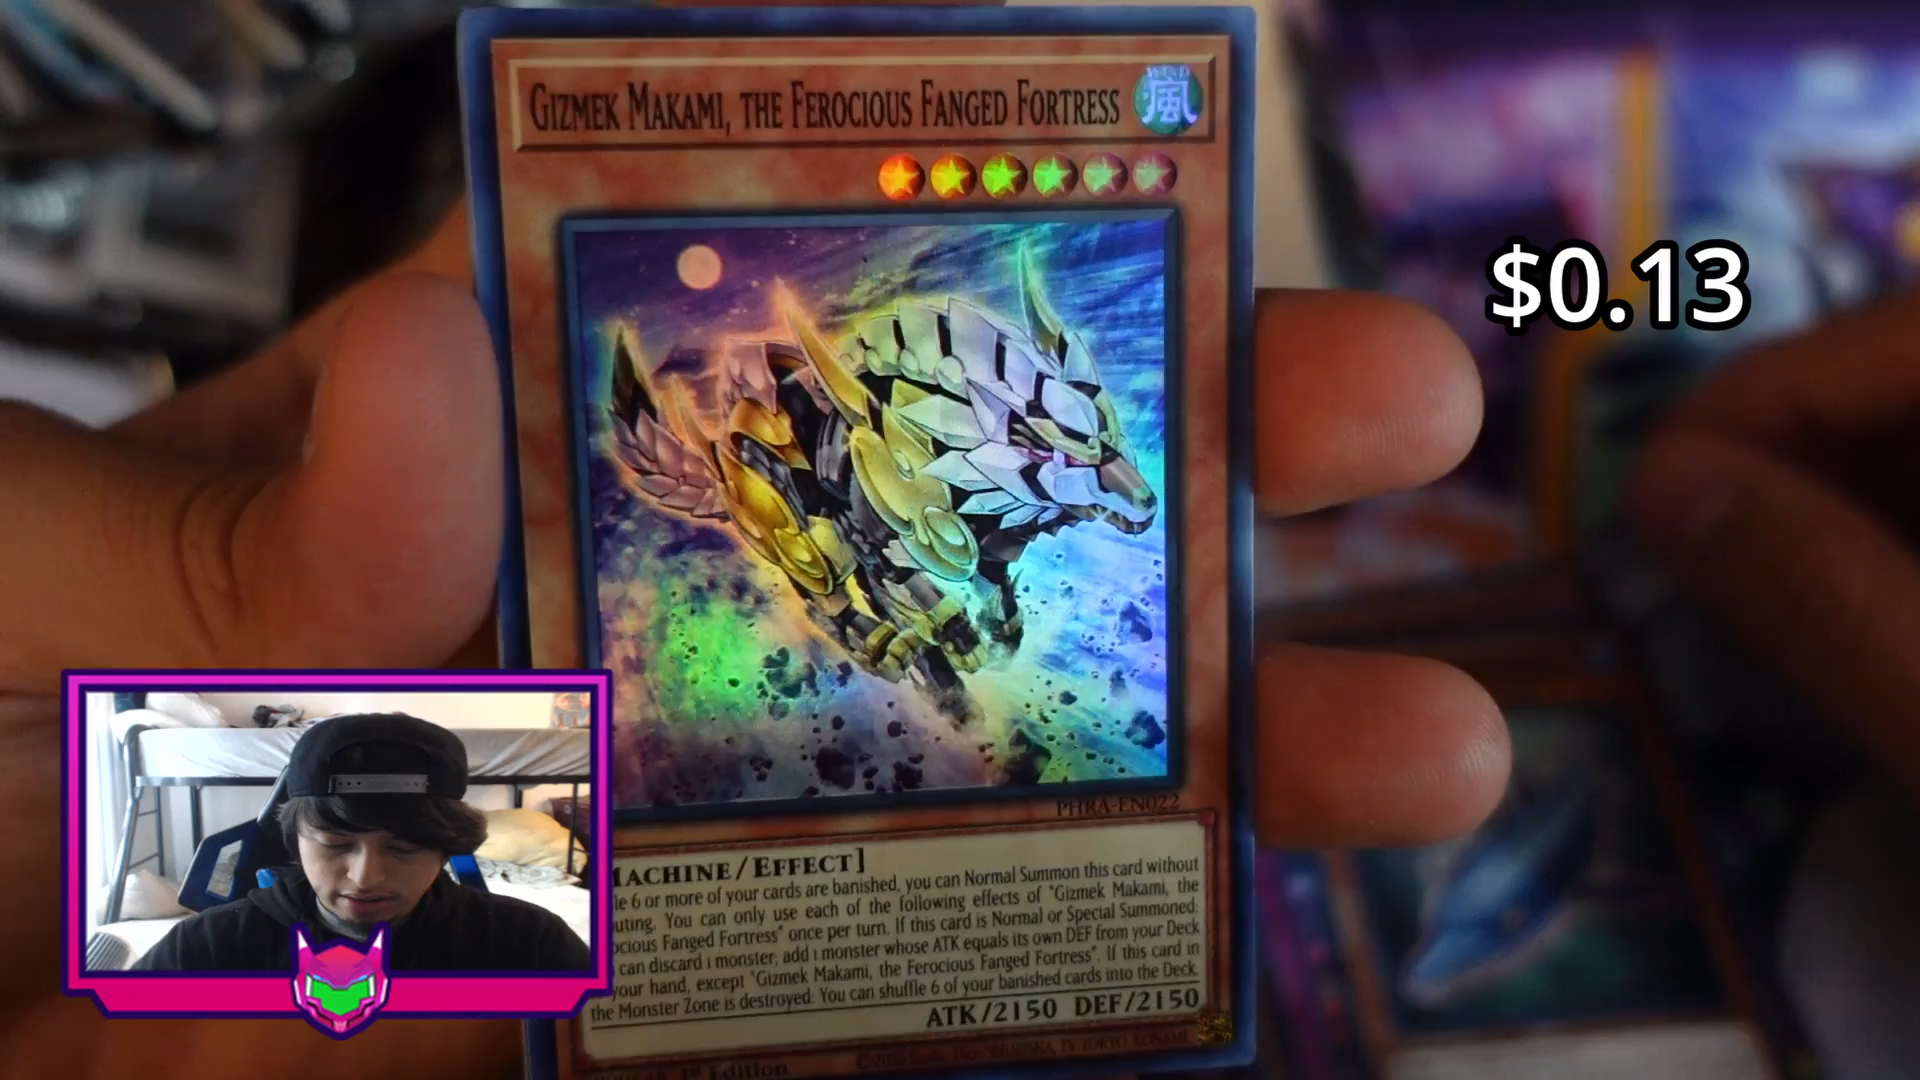 GIZMEK MAKAMI, THE FEROCIOUS FANGED FORTRESS
WIND
風
$0.13
PHRA-EN022
MACHINE/EFFECT]
le 6 or more of your cards are banished, you can Normal Summon this card without
uting. You can only use each of the following effects of "Gizmek Makami, the
ocious Fanged Fortress" once per turn. If this card is Normal or Special Summoned:
can discard 1 monster; add 1 monster whose ATK equals its own DEF from your Deck
your hand, except "Gizmek Makami, the Ferocious Fanged Fortress". If this card in
the Monster Zone is destroyed: You can shuffle 6 of your banished cards into the Deck.
ATK/2150 DEF/2150
1st Edition